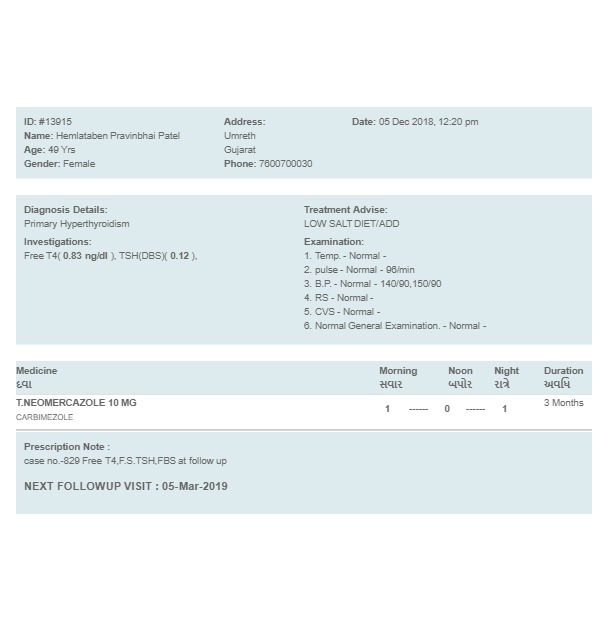 ID: #13915
Name: Hemlataben Pravinbhai Patel
Age: 49 Yrs
Gender: Female
Address:
Umreth
Gujarat
Phone: 7600700030
Date: 05 Dec 2018, 12:20 pm
Diagnosis Details:
Primary Hyperthyroidism
Investigations:
Free T4( 0.83 ng/dl ), TSH(DBS)( 0.12 ),
Treatment Advise:
LOW SALT DIET/ADD
Examination:
1. Temp. - Normal -
2. pulse - Normal - 96/min
3. B.P. - Normal - 140/90,150/90
4. RS - Normal -
5. CVS - Normal -
6. Normal General Examination. - Normal -
Medicine Morning Noon Night Duration
દવા સવાર બપોર રાત્રે અવધિ
T.NEOMERCAZOLE 10 MG 1 ------ 0 ------ 1 3 Months
CARBIMEZOLE
Prescription Note :
case no.-829 Free T4,F.S.TSH,FBS at follow up
NEXT FOLLOWUP VISIT : 05-Mar-2019